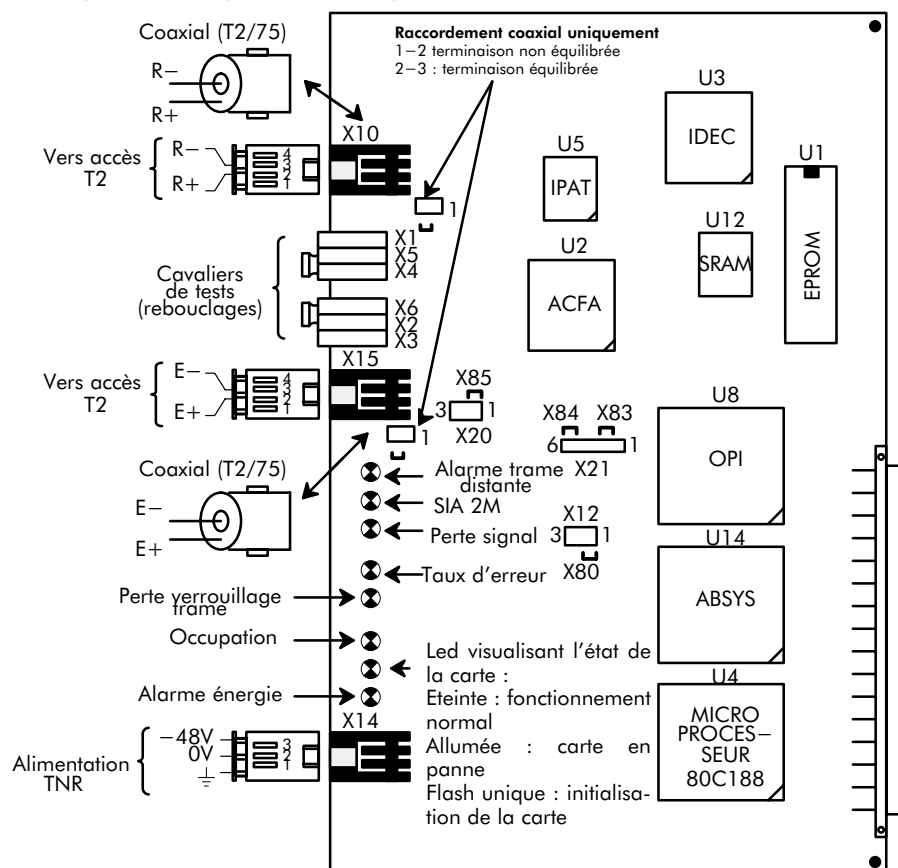 Coaxial (T2/75)
Raccordement coaxial uniquement
1−2 terminaison non équilibrée
2−3 : terminaison équilibrée
R−
R+
U3
IDEC
X10
Vers accès
T2
R−
R+
4
3
2
1
U5
IPAT
U1
EPROM
1
U12
SRAM
X1
X5
X4
U2
ACFA
Cavaliers
de tests
(rebouclages)
X6
X2
X3
X15
Vers accès
T2
E−
E+
4
3
2
1
X85
3
1
X20
X84
X83
6
1
X21
U8
OPI
1
Coaxial (T2/75)
E−
E+
Alarme trame
distante
SIA 2M
Perte signal
X12
3
1
X80
Taux d'erreur
U14
ABSYS
Perte verrouillage
trame
Occupation
Led visualisant l'état de
la carte :
Eteinte : fonctionnement
normal
Allumée : carte en
panne
Flash unique : initialisa-
tion de la carte
Alarme énergie
U4
MICRO
PROCES−
SEUR
80C188
X14
Alimentation
TNR
−48V
0V
3
2
1